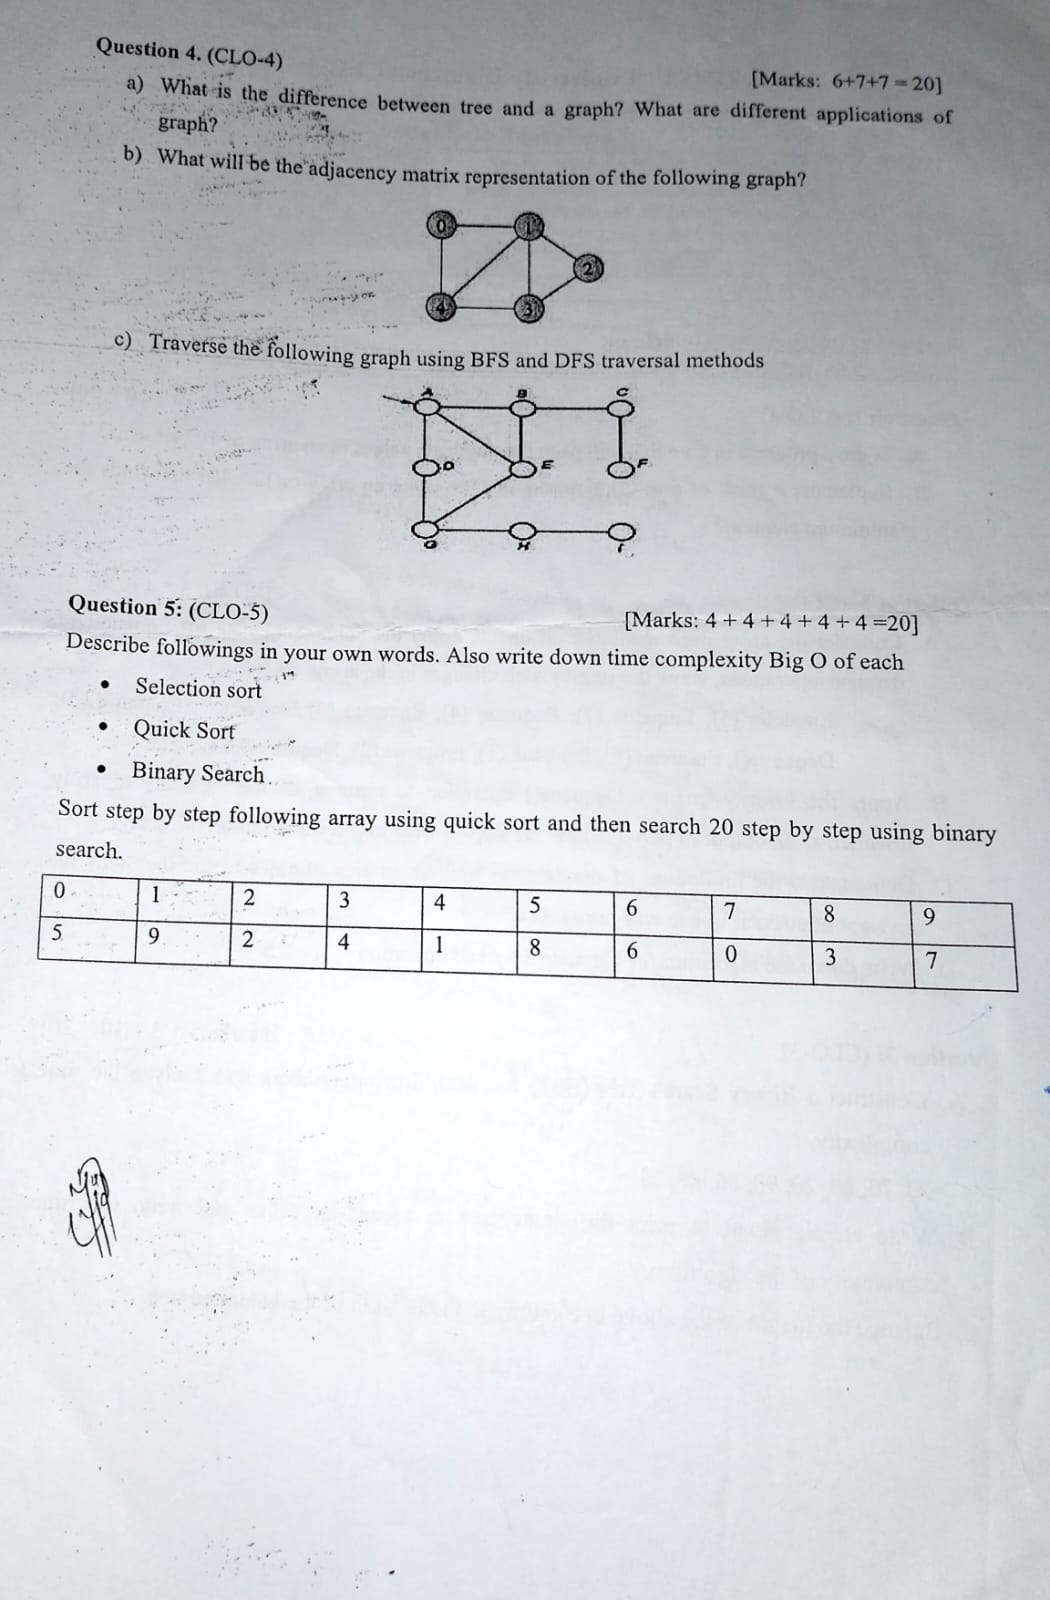 Question 4. (CLO-4)
[Marks: 6+7+7 = 20]
a) What is the difference between tree and a graph? What are different applications of
graph?
b) What will be the adjacency matrix representation of the following graph?
0 1
2
4 3
c) Traverse the following graph using BFS and DFS traversal methods
A B C
D E F
G H I
Question 5: (CLO-5)
[Marks: 4 + 4 + 4 + 4 + 4 =20]
Describe followings in your own words. Also write down time complexity Big O of each
• Selection sort
• Quick Sort
• Binary Search
Sort step by step following array using quick sort and then search 20 step by step using binary
search.
0 1 2 3 4 5 6 7 8 9
5 9 2 4 1 8 6 0 3 7